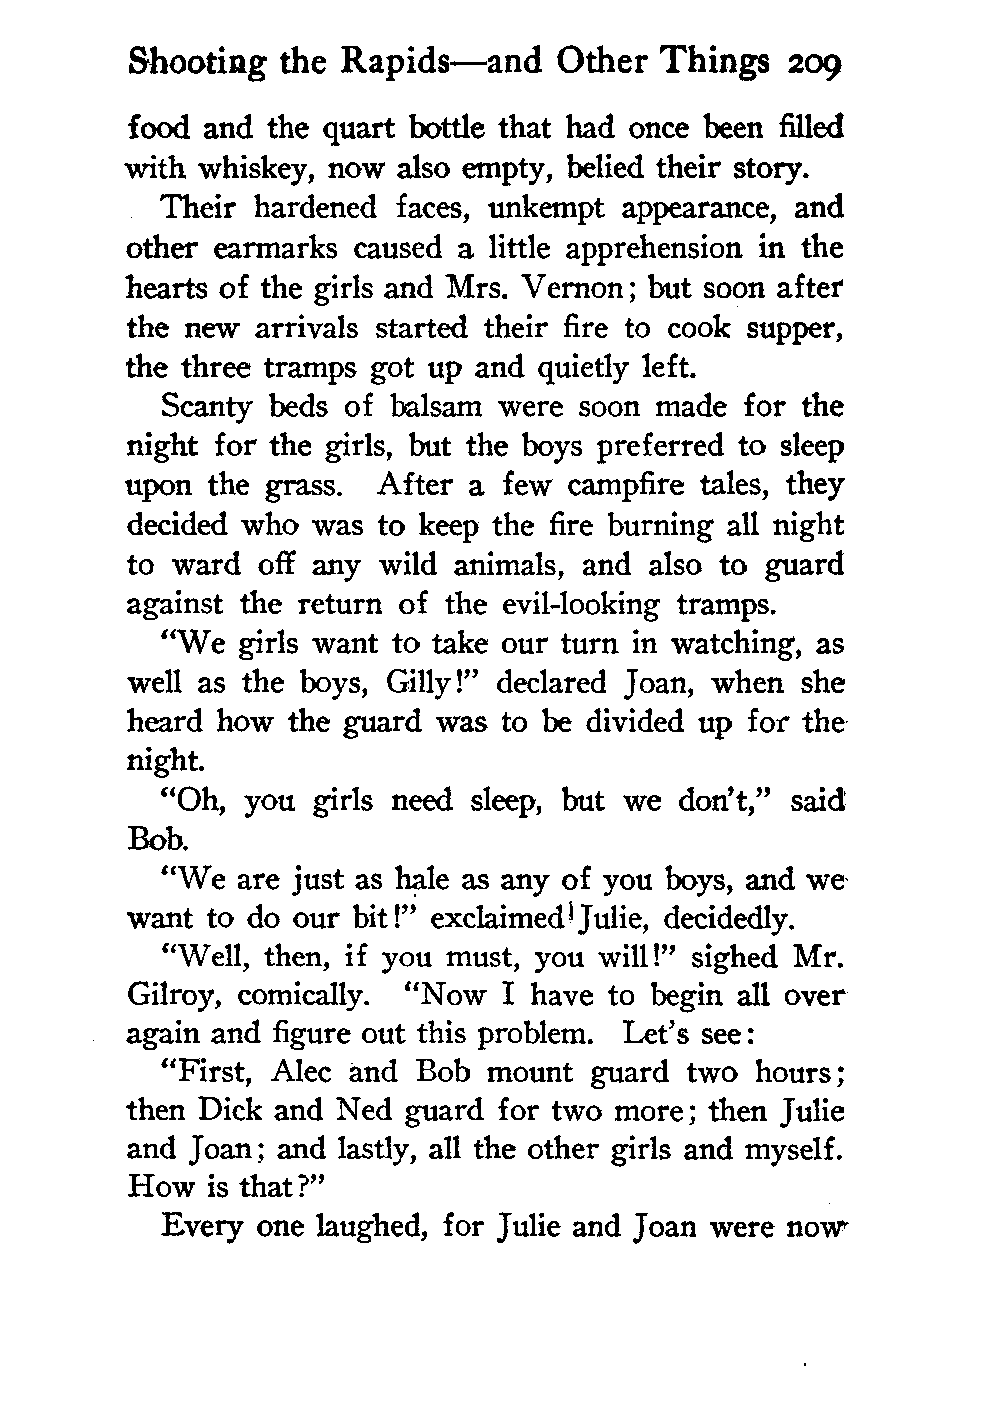 Shooting the Rapids—and Other Things 209
food and the quart bottle that had once been filled
with whiskey, now also empty, belied their story.
Their hardened faces, unkempt appearance, and
other earmarks caused a little apprehension in the
hearts of the girls and Mrs. Vernon; but soon after
the new arrivals started their fire to cook supper,
the three tramps got up and quietly left.
Scanty beds of balsam were soon made for the
night for the girls, but the boys preferred to sleep
upon the grass. After a few campfire tales, they
decided who was to keep the fire burning all night
to ward off any wild animals, and also to guard
against the return of the evil-looking tramps.
“We girls want to take our turn in watching, as
well as the boys, Gilly!” declared Joan, when she
heard how the guard was to be divided up for the
night.
“Oh, you girls need sleep, but we don’t,” said
Bob.
“We are just as hale as any of you boys, and we
want to do our bit!” exclaimed Julie, decidedly.
“Well, then, if you must, you will!” sighed Mr.
Gilroy, comically. “Now I have to begin all over
again and figure out this problem. Let’s see:
“First, Alec and Bob mount guard two hours;
then Dick and Ned guard for two more; then Julie
and Joan; and lastly, all the other girls and myself.
How is that?”
Every one laughed, for Julie and Joan were now